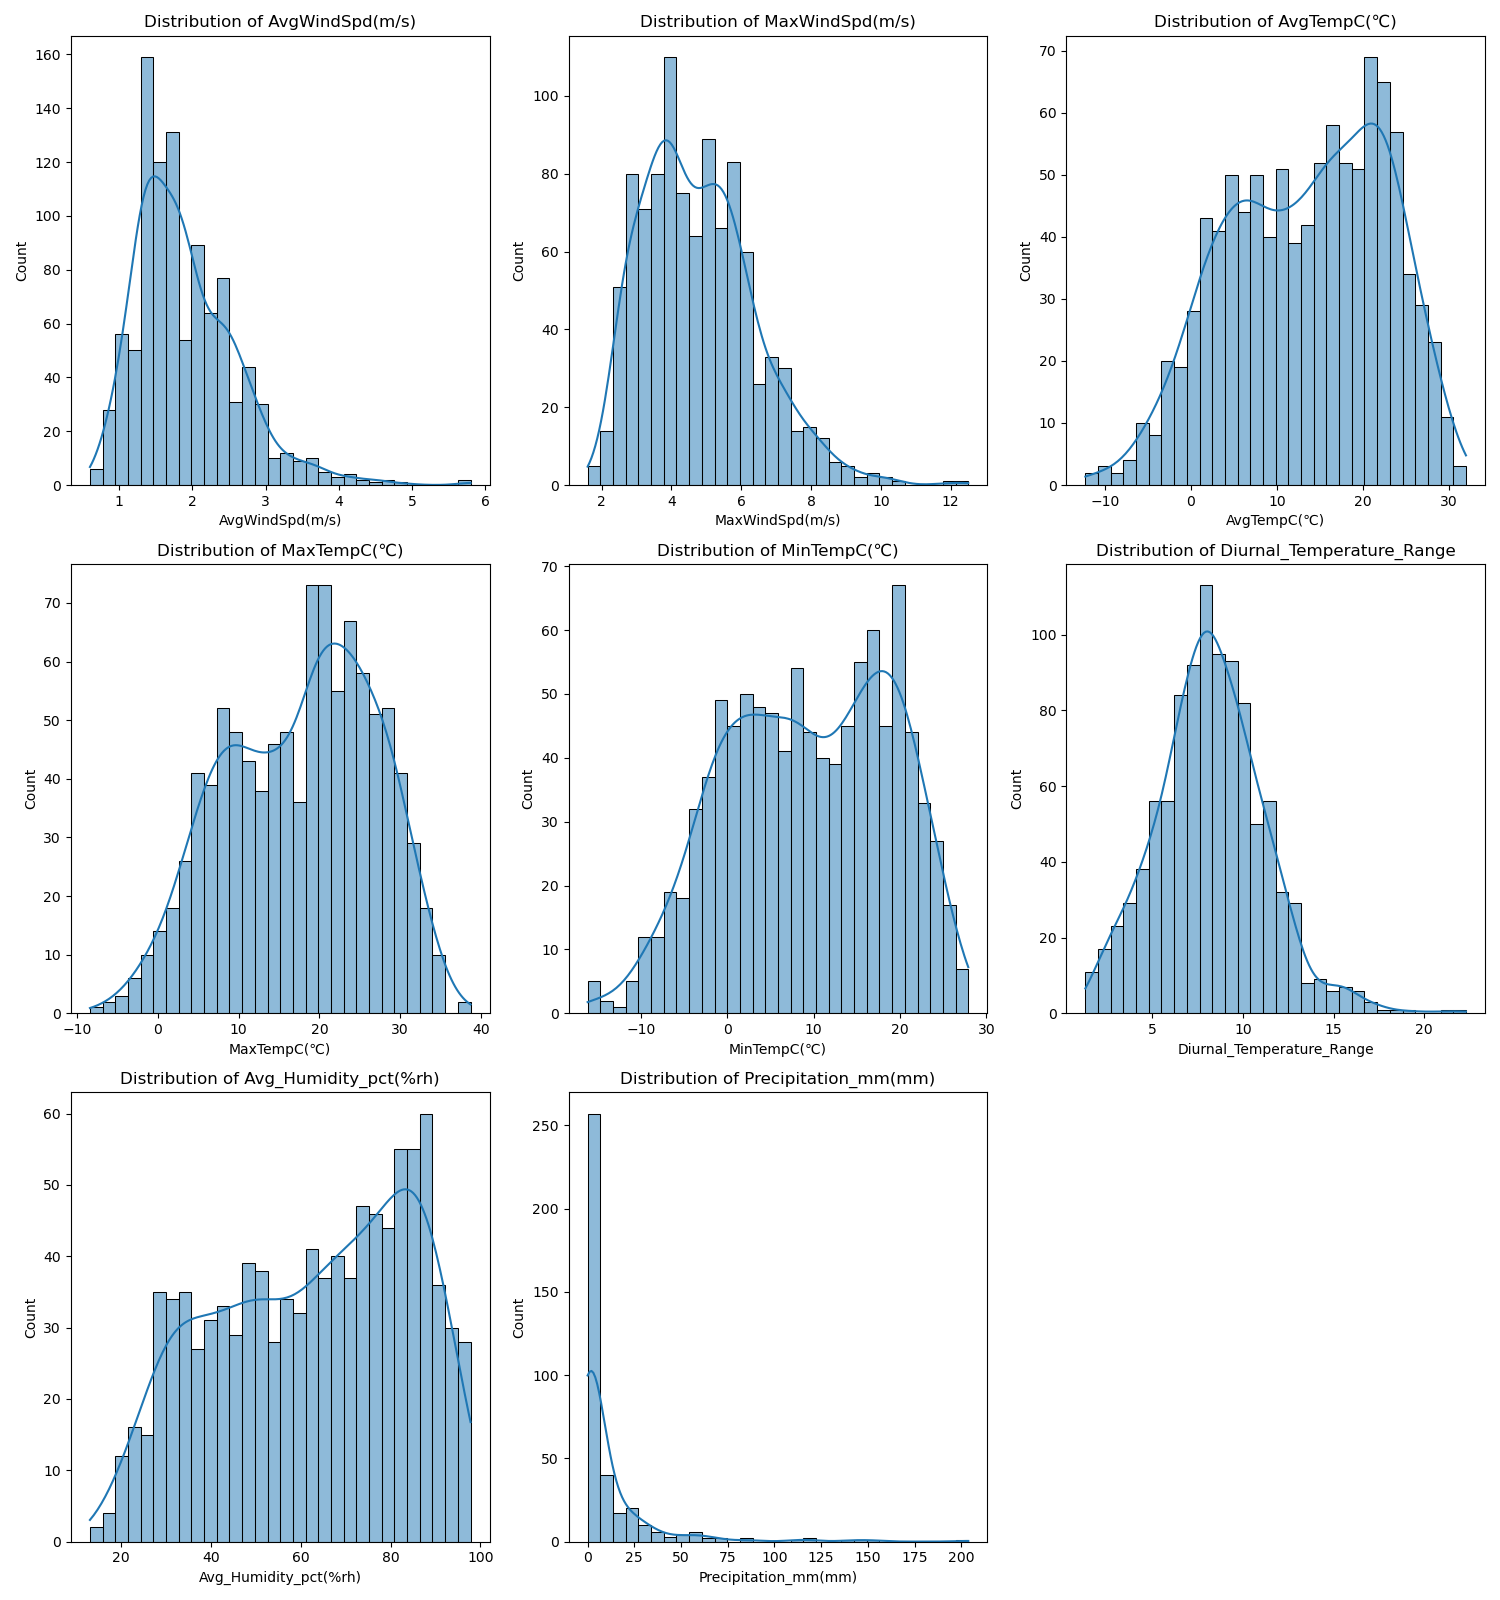 Distribution of AvgWindSpd(m/s)
Count
160
140
120
100
80
60
40
20
0
1 2 3 4 5 6
AvgWindSpd(m/s)
Distribution of MaxWindSpd(m/s)
Count
100
80
60
40
20
0
2 4 6 8 10 12
MaxWindSpd(m/s)
Distribution of AvgTempC(℃)
Count
70
60
50
40
30
20
10
0
−10 0 10 20 30
AvgTempC(℃)
Distribution of MaxTempC(℃)
Count
70
60
50
40
30
20
10
0
−10 0 10 20 30 40
MaxTempC(℃)
Distribution of MinTempC(℃)
Count
70
60
50
40
30
20
10
0
−10 0 10 20 30
MinTempC(℃)
Distribution of Diurnal_Temperature_Range
Count
100
80
60
40
20
0
5 10 15 20
Diurnal_Temperature_Range
Distribution of Avg_Humidity_pct(%rh)
Count
60
50
40
30
20
10
0
20 40 60 80 100
Avg_Humidity_pct(%rh)
Distribution of Precipitation_mm(mm)
Count
250
200
150
100
50
0
0 25 50 75 100 125 150 175 200
Precipitation_mm(mm)